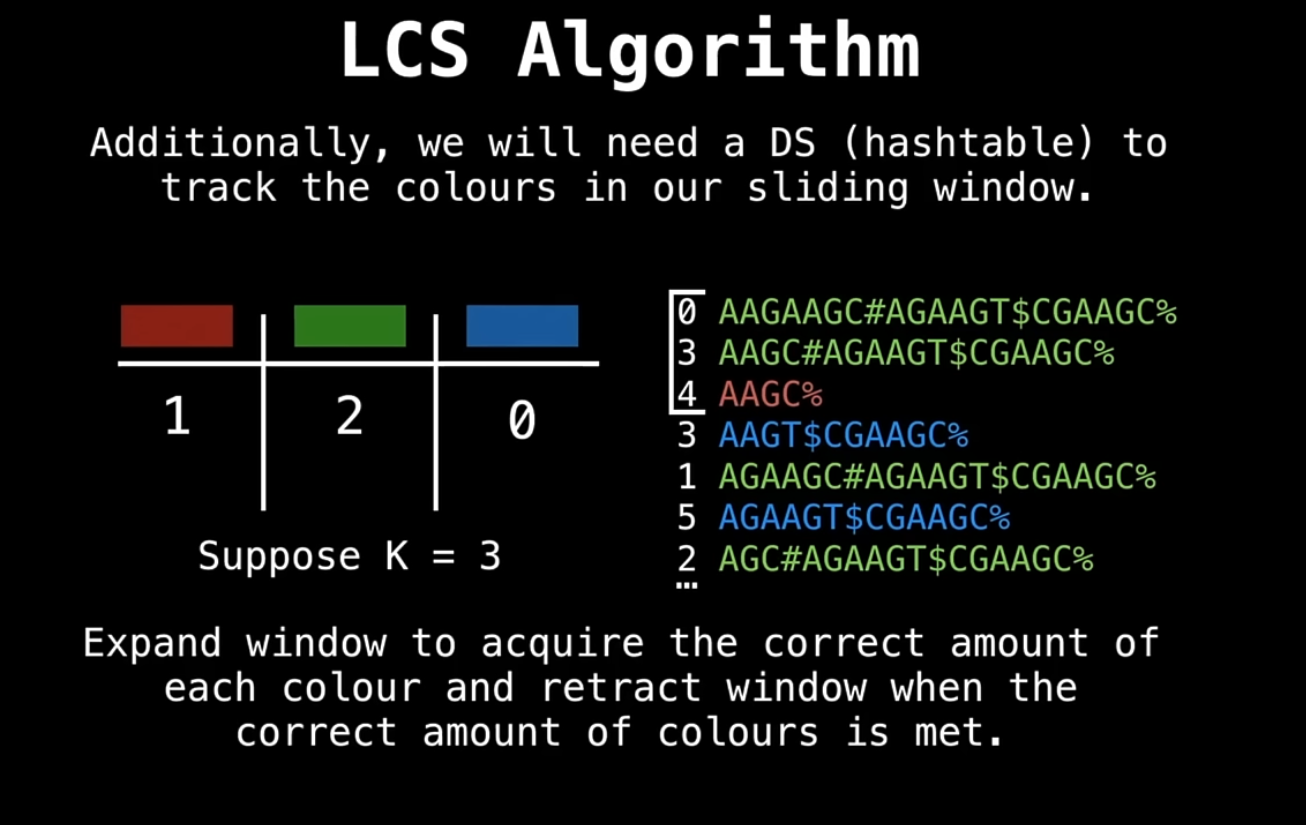 LCS Algorithm
Additionally, we will need a DS (hashtable) to
track the colours in our sliding window.
1 2 0
Suppose K = 3
0 AAGAAGC#AGAAGT$CGAAGC%
3 AAGC#AGAAGT$CGAAGC%
4 AAGC%
3 AAGT$CGAAGC%
1 AGAAGC#AGAAGT$CGAAGC%
5 AGAAGT$CGAAGC%
2 AGC#AGAAGT$CGAAGC%
…
Expand window to acquire the correct amount of
each colour and retract window when the
correct amount of colours is met.